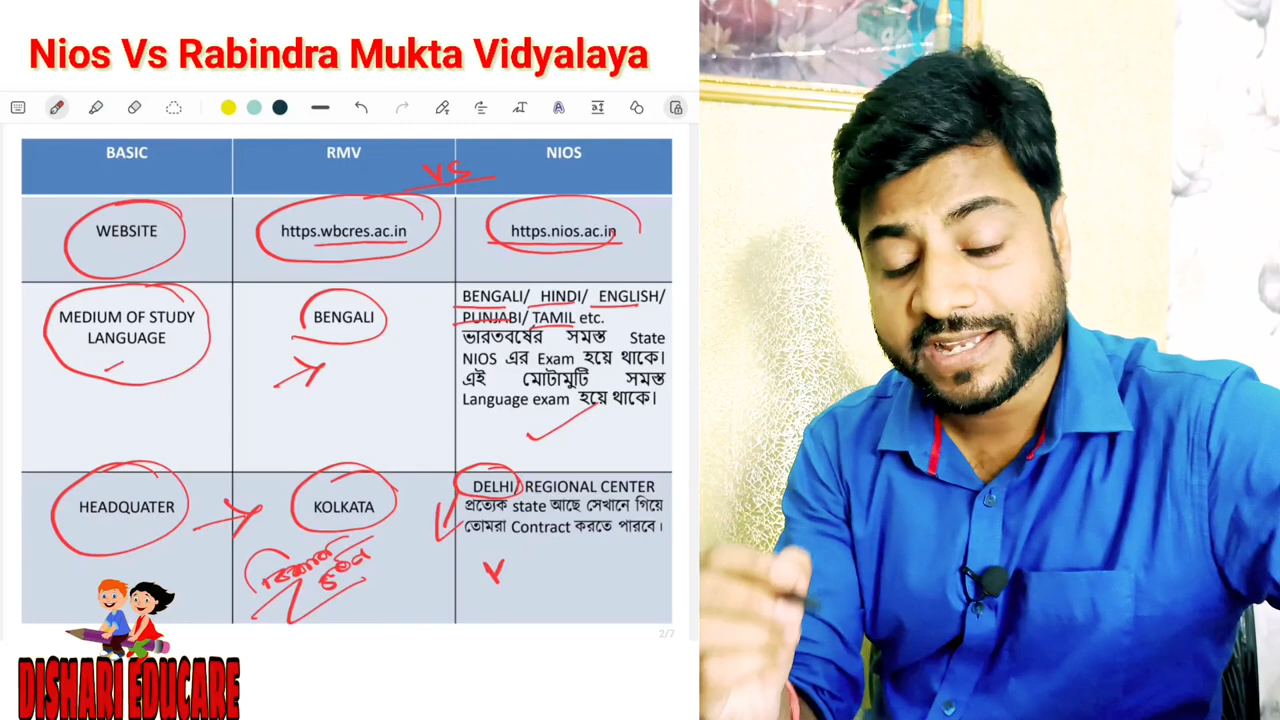 Nios Vs Rabindra Mukta Vidyalaya
BASIC
RMV
NIOS
vs
WEBSITE
https.wbcres.ac.in
https.nios.ac.in
MEDIUM OF STUDY
LANGUAGE
BENGALI
BENGALI/ HINDI/ ENGLISH/
PUNJABI/ TAMIL etc.
ভারতবর্ষের সমস্ত State
NIOS এর Exam হয়ে থাকে।
এই মোটামুটি সমস্ত
Language exam হয়ে থাকে।
HEADQUATER
KOLKATA
DELHI/ REGIONAL CENTER
প্রত্যেক state আছে সেখানে গিয়ে
তোমরা Contract করতে পারবে।
2/7
DISHARI EDUCARE